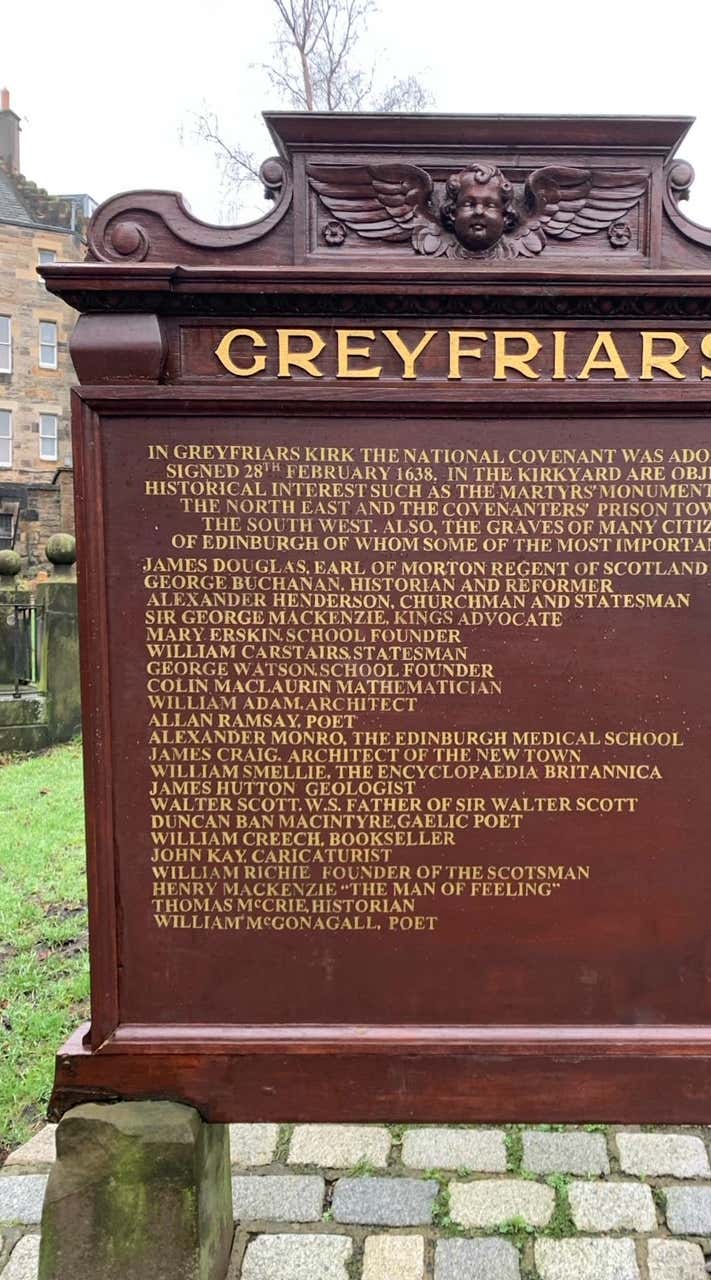 GREYFRIARS
IN GREYFRIARS KIRK THE NATIONAL COVENANT WAS ADO
SIGNED 28TH FEBRUARY 1638. IN THE KIRKYARD ARE OBJE
HISTORICAL INTEREST SUCH AS THE MARTYRS' MONUMENT
THE NORTH EAST AND THE COVENANTERS' PRISON TOW
THE SOUTH WEST. ALSO, THE GRAVES OF MANY CITIZ
OF EDINBURGH OF WHOM SOME OF THE MOST IMPORTAN
JAMES DOUGLAS, EARL OF MORTON REGENT OF SCOTLAND
GEORGE BUCHANAN, HISTORIAN AND REFORMER
ALEXANDER HENDERSON, CHURCHMAN AND STATESMAN
SIR GEORGE MACKENZIE, KINGS ADVOCATE
MARY ERSKIN, SCHOOL FOUNDER
WILLIAM CARSTAIRS, STATESMAN
GEORGE WATSON, SCHOOL FOUNDER
COLIN MACLAURIN MATHEMATICIAN
WILLIAM ADAM, ARCHITECT
ALLAN RAMSAY, POET
ALEXANDER MONRO, THE EDINBURGH MEDICAL SCHOOL
JAMES CRAIG, ARCHITECT OF THE NEW TOWN
WILLIAM SMELLIE, THE ENCYCLOPAEDIA BRITANNICA
JAMES HUTTON GEOLOGIST
WALTER SCOTT, W.S. FATHER OF SIR WALTER SCOTT
DUNCAN BAN MACINTYRE, GAELIC POET
WILLIAM CREECH, BOOKSELLER
JOHN KAY, CARICATURIST
WILLIAM RICHIE FOUNDER OF THE SCOTSMAN
HENRY MACKENZIE "THE MAN OF FEELING"
THOMAS McCRIE, HISTORIAN
WILLIAM McGONAGALL, POET